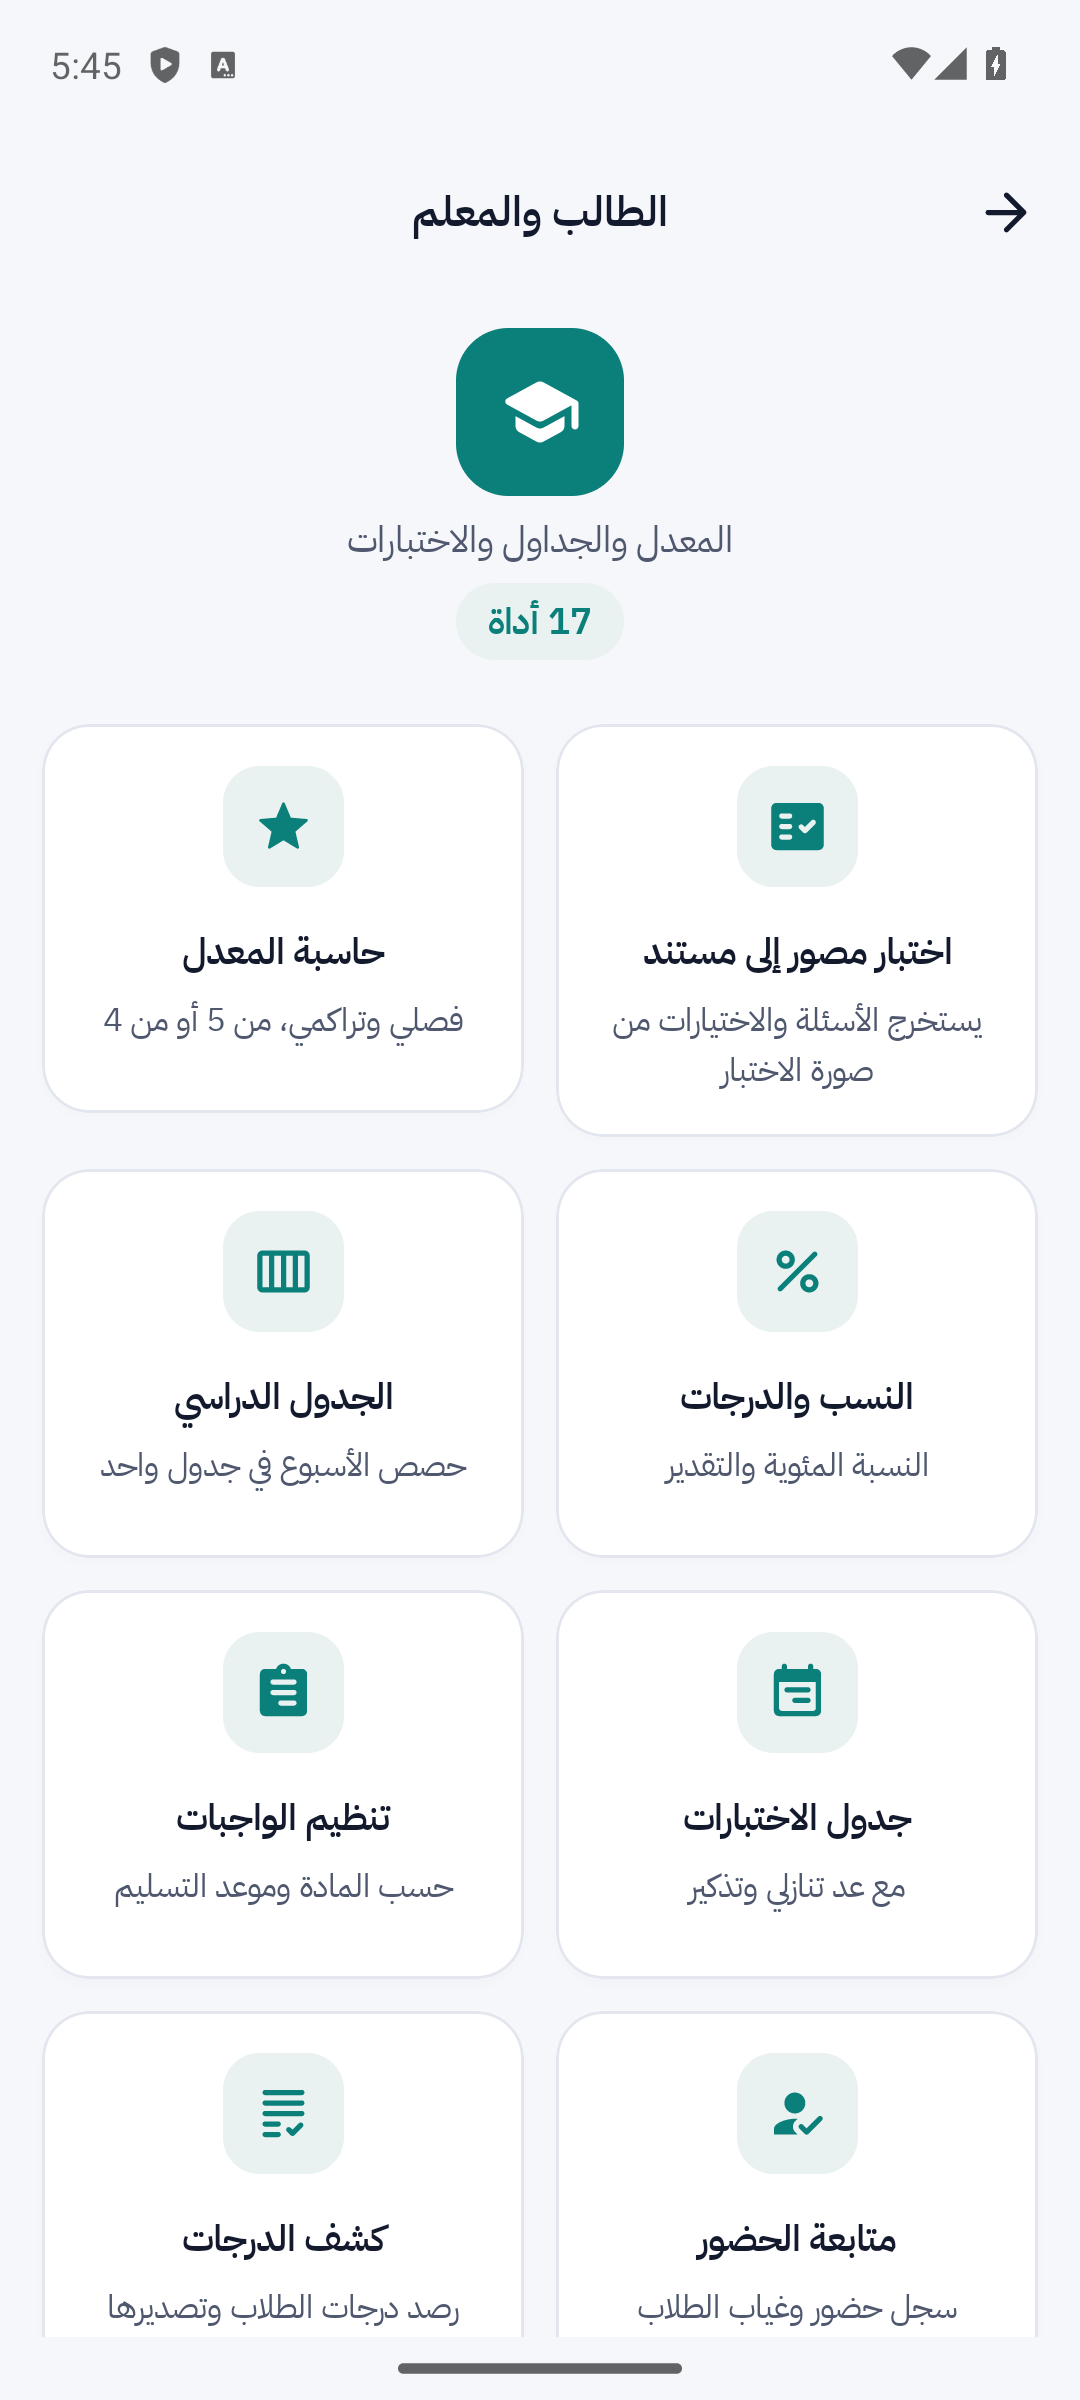 5:45
الطالب والمعلم
المعدل والجداول والاختبارات
17 أداة
اختبار مصور إلى مستند
يستخرج الأسئلة والاختيارات من
صورة الاختبار
حاسبة المعدل
فصلي وتراكمي، من 5 أو من 4
النسب والدرجات
النسبة المئوية والتقدير
الجدول الدراسي
حصص الأسبوع في جدول واحد
جدول الاختبارات
مع عد تنازلي وتذكير
تنظيم الواجبات
حسب المادة وموعد التسليم
متابعة الحضور
سجل حضور وغياب الطلاب
كشف الدرجات
رصد درجات الطلاب وتصديرها